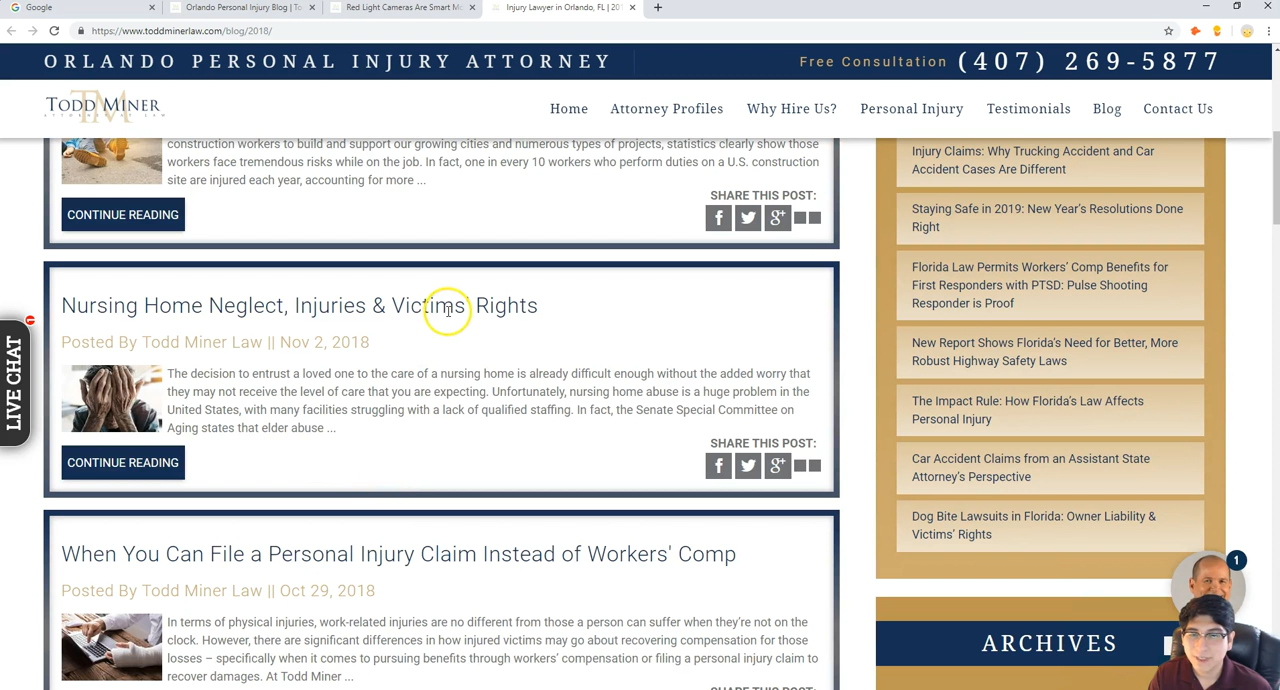 Google
Orlando Personal Injury Blog | To
Red Light Cameras Are Smart Mo
Injury Lawyer in Orlando, FL | 201
https://www.toddminerlaw.com/blog/2018/
ORLANDO PERSONAL INJURY ATTORNEY
Free Consultation (407) 269-5877
TODD MINER
TM
ATTORNEY AT LAW
Home
Attorney Profiles
Why Hire Us?
Personal Injury
Testimonials
Blog
Contact Us
construction workers to build and support our growing cities and numerous types of projects, statistics clearly show those
workers face tremendous risks while on the job. In fact, one in every 10 workers who perform duties on a U.S. construction
site are injured each year, accounting for more ...
SHARE THIS POST:
CONTINUE READING
Nursing Home Neglect, Injuries & Victims' Rights
Posted By Todd Miner Law || Nov 2, 2018
The decision to entrust a loved one to the care of a nursing home is already difficult enough without the added worry that
they may not receive the level of care that you are expecting. Unfortunately, nursing home abuse is a huge problem in the
United States, with many facilities struggling with a lack of qualified staffing. In fact, the Senate Special Committee on
Aging states that elder abuse ...
SHARE THIS POST:
CONTINUE READING
When You Can File a Personal Injury Claim Instead of Workers' Comp
Posted By Todd Miner Law || Oct 29, 2018
In terms of physical injuries, work-related injuries are no different from those a person can suffer when they're not on the
clock. However, there are significant differences in how injured victims may go about recovering compensation for those
losses – specifically when it comes to pursuing benefits through workers' compensation or filing a personal injury claim to
recover damages. At Todd Miner ...
Injury Claims: Why Trucking Accident and Car
Accident Cases Are Different
Staying Safe in 2019: New Year's Resolutions Done
Right
Florida Law Permits Workers' Comp Benefits for
First Responders with PTSD: Pulse Shooting
Responder is Proof
New Report Shows Florida's Need for Better, More
Robust Highway Safety Laws
The Impact Rule: How Florida's Law Affects
Personal Injury
Car Accident Claims from an Assistant State
Attorney's Perspective
Dog Bite Lawsuits in Florida: Owner Liability &
Victims' Rights
1
ARCHIVES
LIVE CHAT